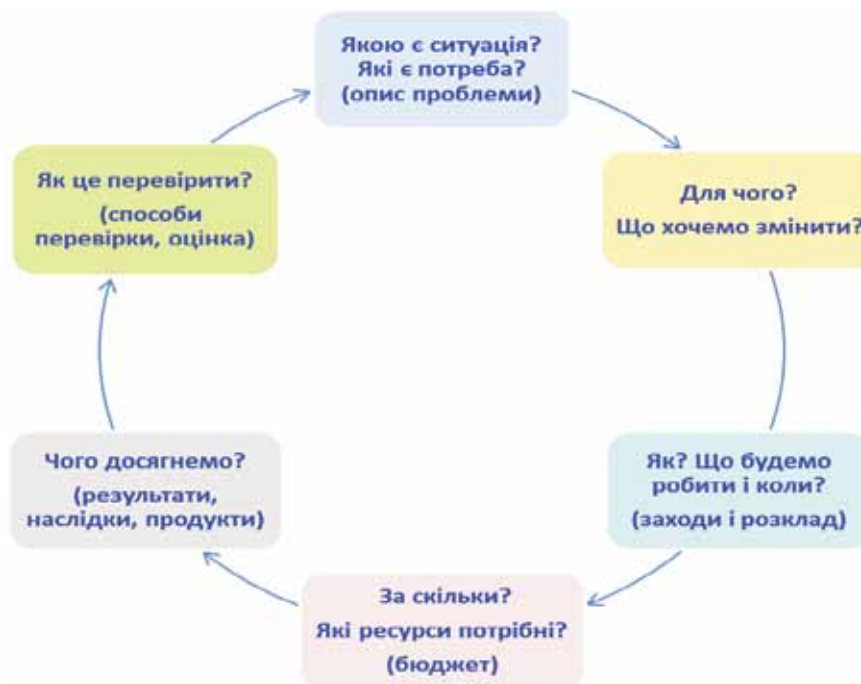 Якою є ситуація?
Які є потреба?
(опис проблеми)
Для чого?
Що хочемо змінити?
Як? Що будемо
робити і коли?
(заходи і розклад)
За скільки?
Які ресурси потрібні?
(бюджет)
Чого досягнемо?
(результати,
наслідки, продукти)
Як це перевірити?
(способи
перевірки, оцінка)